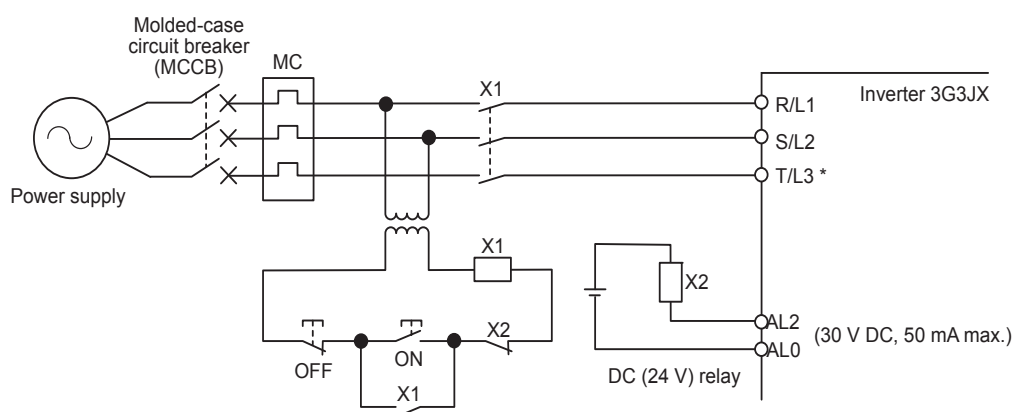 Molded-case
circuit breaker
(MCCB)
MC
X1
Inverter 3G3JX
R/L1
S/L2
T/L3 *
Power supply
X1
X2
X2
AL2
(30 V DC, 50 mA max.)
AL0
OFF
ON
DC (24 V) relay
X1